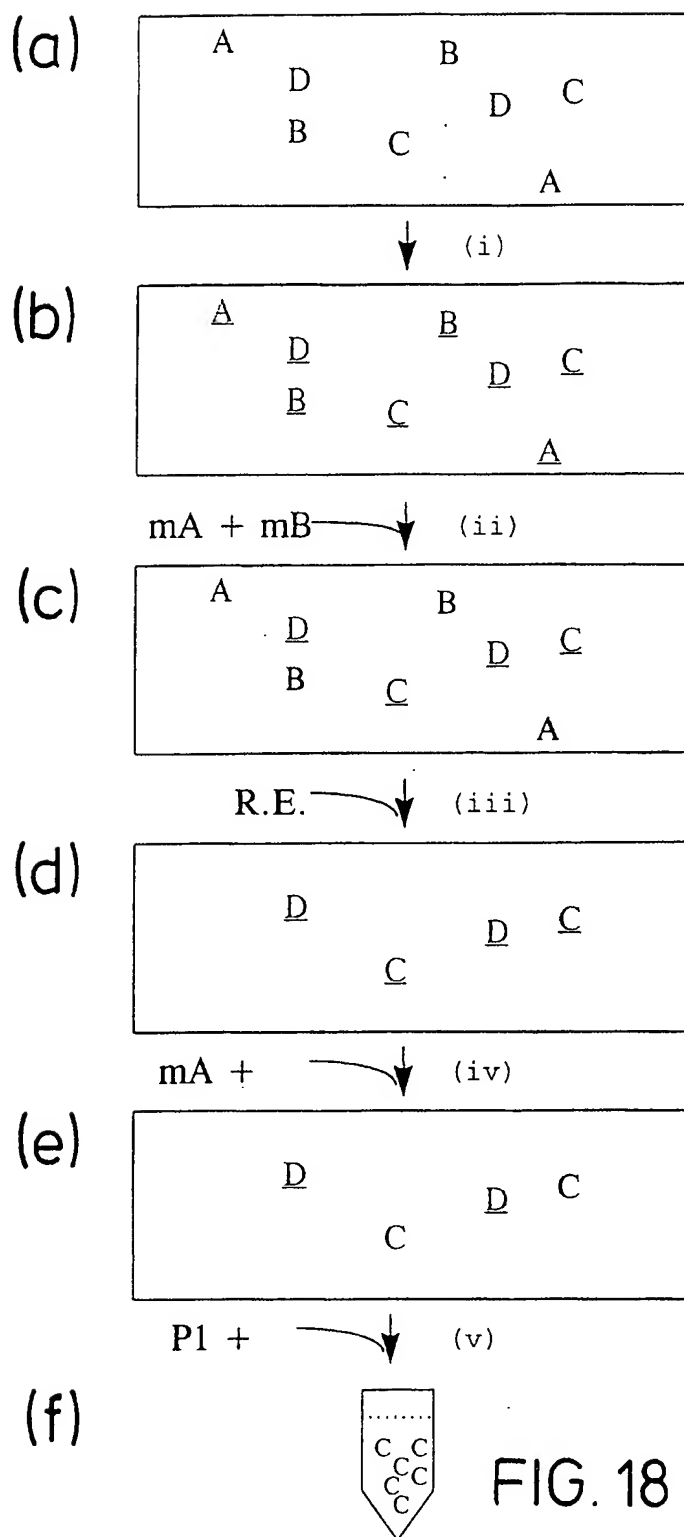 (a)
A B
D C
D
B C
A
(i)
(b)
A B
D C
D
B C
A
mA + mB (ii)
(c)
A B
D C
D
B C
A
R.E. (iii)
(d)
D C
D
C
mA + (iv)
(e)
D C
D
C
P1 + (v)
(f)
C C
C C
C
C
FIG. 18